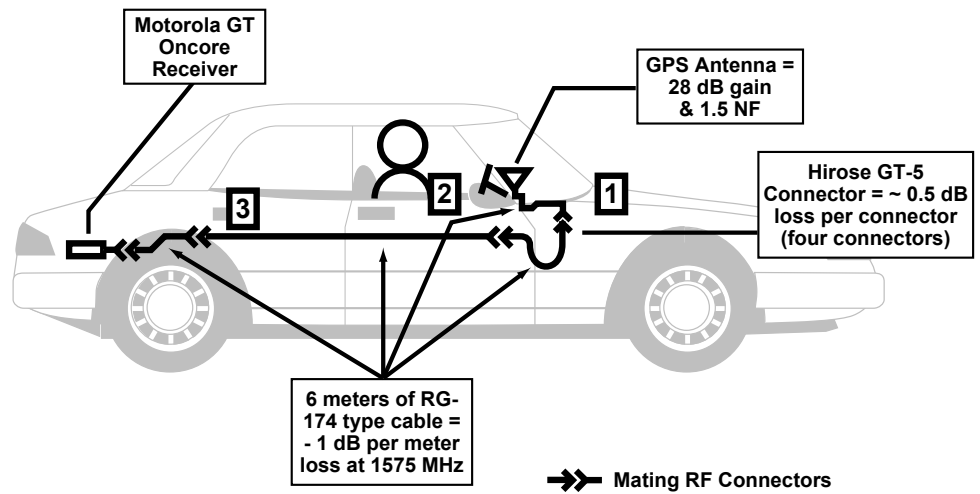 Motorola GT
Oncore
Receiver
GPS Antenna =
28 dB gain
& 1.5 NF
Hirose GT-5
Connector = ~ 0.5 dB
loss per connector
(four connectors)
1
2
3
6 meters of RG-
174 type cable =
- 1 dB per meter
loss at 1575 MHz
Mating RF Connectors